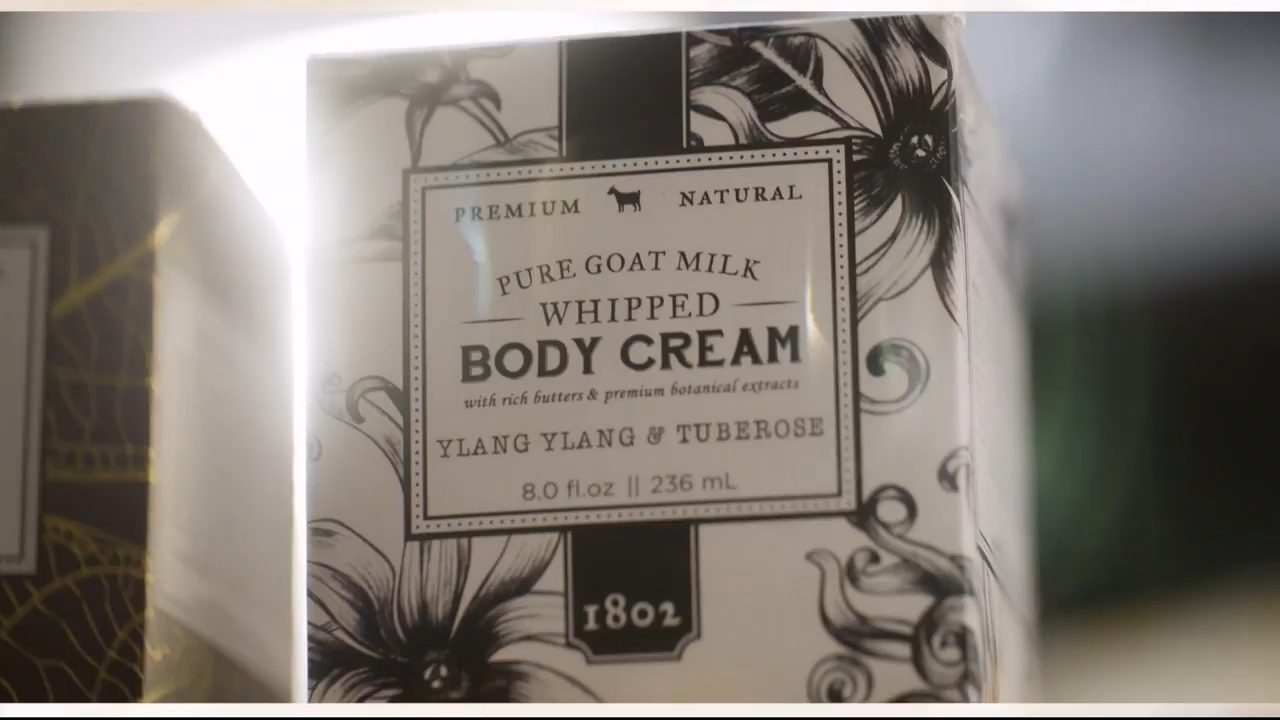 PREMIUM NATURAL
PURE GOAT MILK
WHIPPED
BODY CREAM
with rich butters & premium botanical extracts
YLANG YLANG & TUBEROSE
8.0 fl.oz || 236 mL
1802